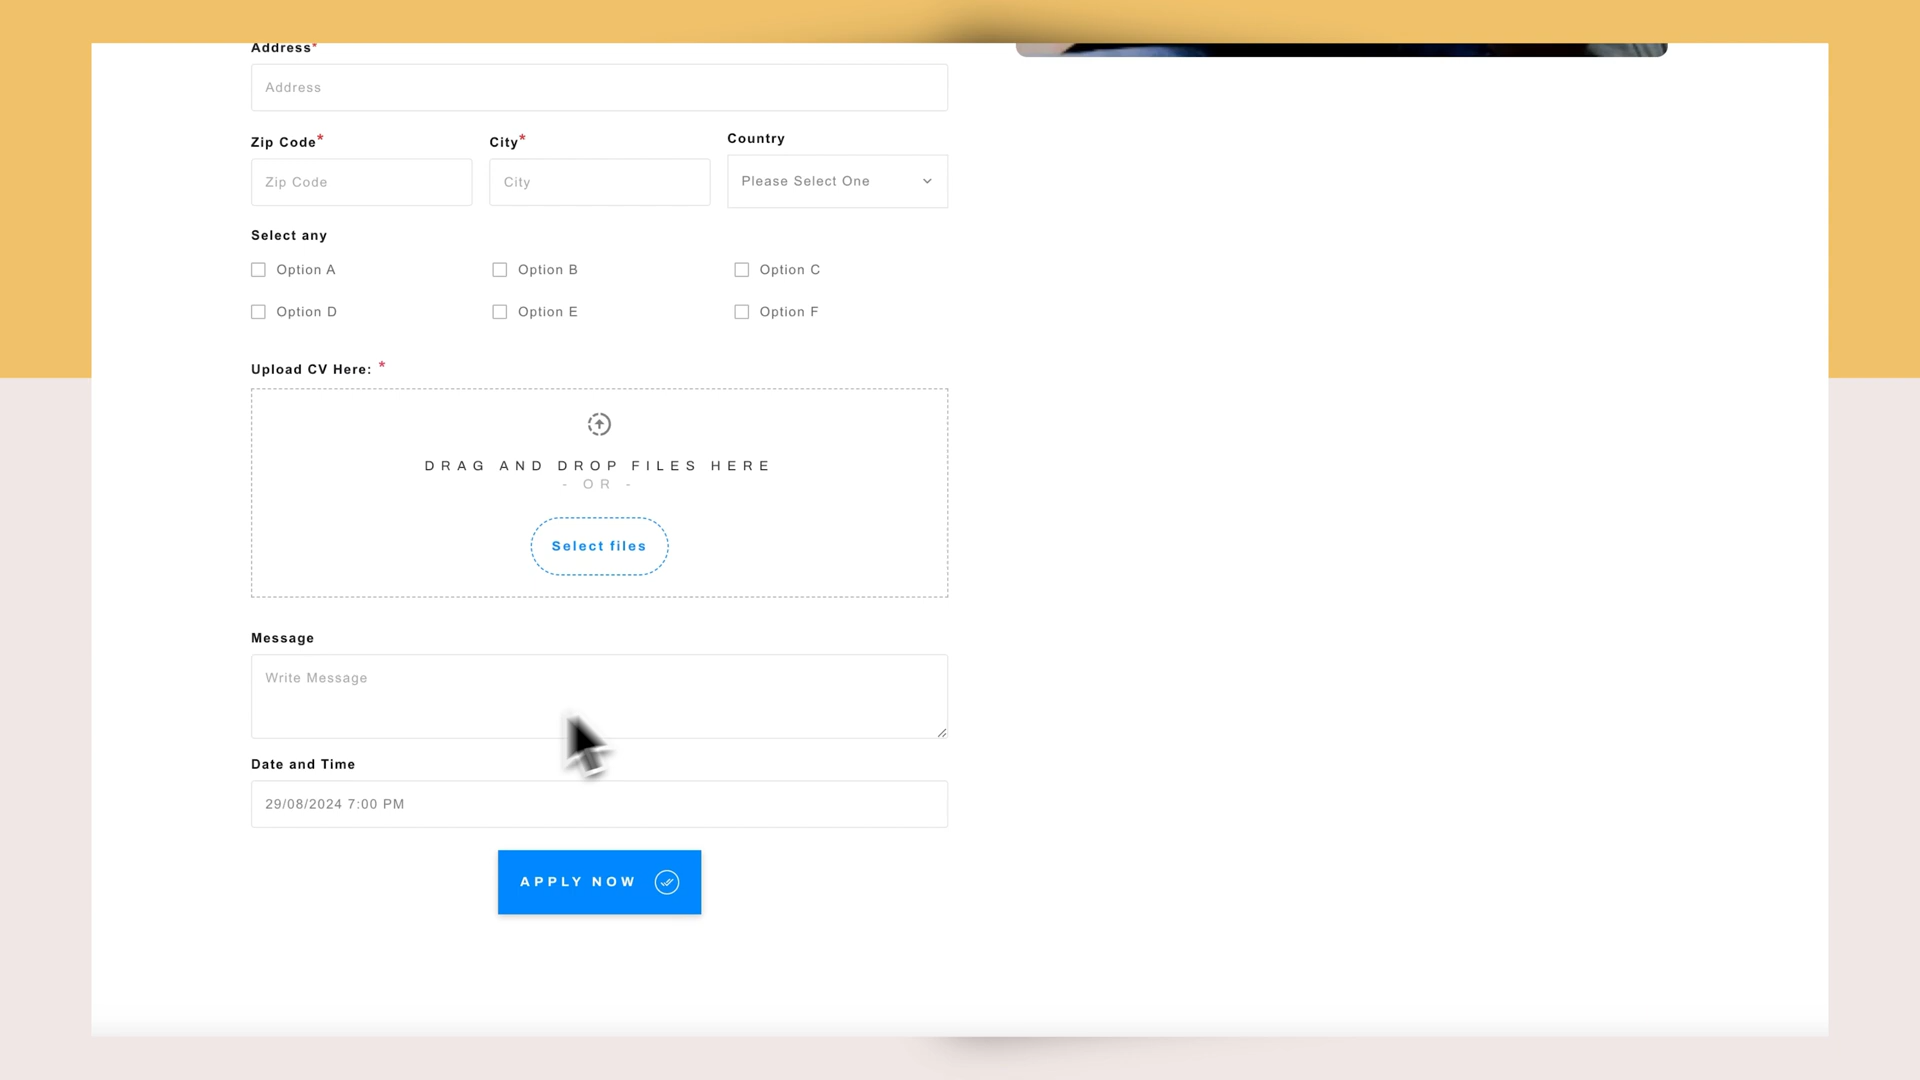 Address*
Address
Zip Code* City* Country
Zip Code City Please Select One
Select any
Option A Option B Option C
Option D Option E Option F
Upload CV Here: *
DRAG AND DROP FILES HERE
- OR -
Select files
Message
Write Message
Date and Time
29/08/2024 7:00 PM
APPLY NOW